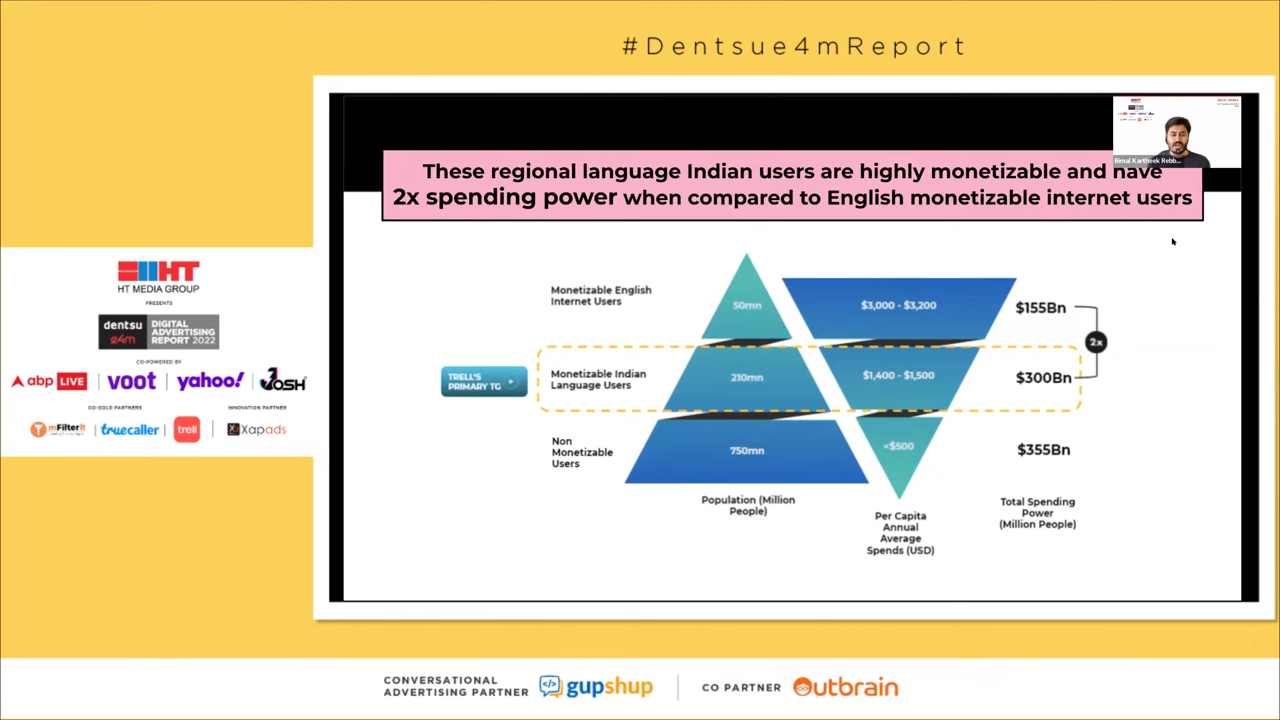 #Dentsue4mReport
These regional language Indian users are highly monetizable and have
2x spending power when compared to English monetizable internet users
Bimal Kartheek Rebb...
HT
HT MEDIA GROUP
PRESENTS
dentsu
e4m
DIGITAL
ADVERTISING
REPORT 2022
CO-POWERED BY
abp LIVE
VOOT
yahoo!
JOSH
CO-GOLD PARTNERS
INNOVATION PARTNER
mFilterIt
truecaller
trell
Xapads
Monetizable English
Internet Users
50mn
$3,000 - $3,200
$155Bn
2x
TRELL'S
PRIMARY TG
Monetizable Indian
Language Users
210mn
$1,400 - $1,500
$300Bn
Non
Monetizable
Users
750mn
<$500
$355Bn
Population (Million
People)
Per Capita
Annual
Average
Spends (USD)
Total Spending
Power
(Million People)
CONVERSATIONAL
ADVERTISING PARTNER
gupshup
CO PARTNER
Outbrain